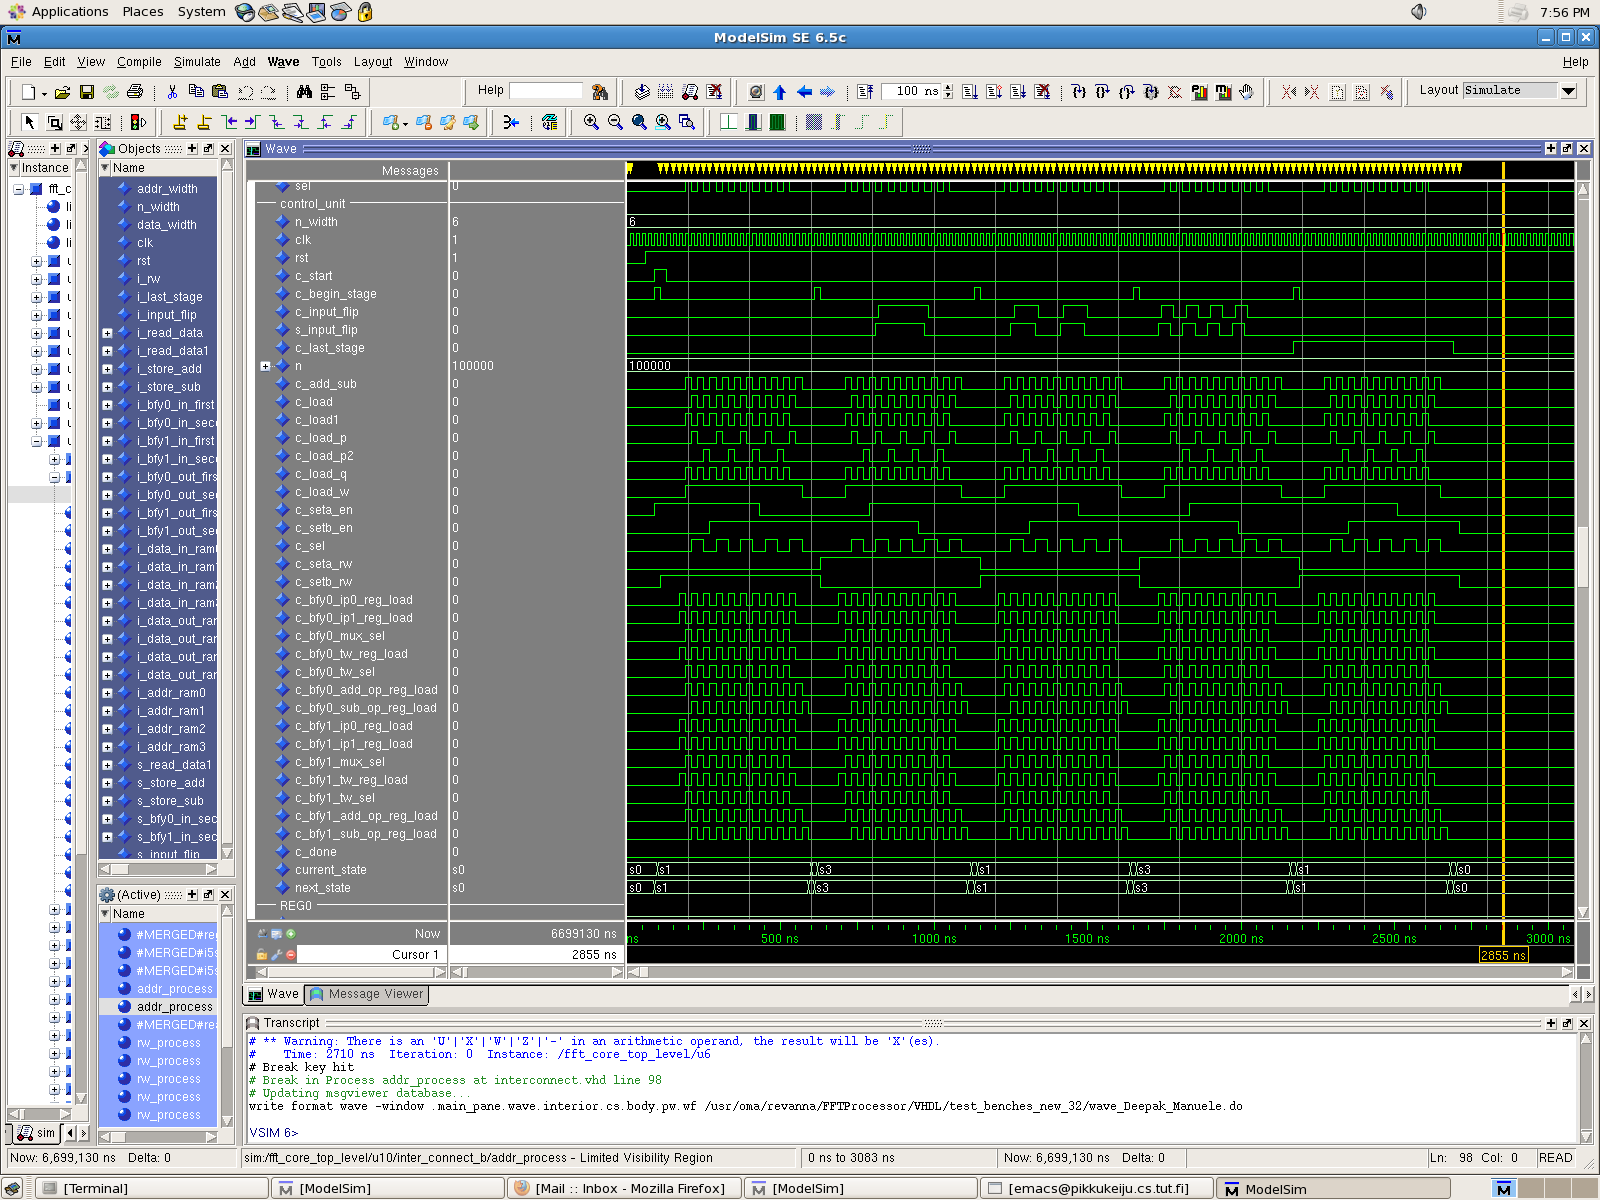 Applications Places System 7:56 PM
ModelSim SE 6.5c
File Edit View Compile Simulate Add Wave Tools Layout Window Help
Help 100 ns Layout Simulate
Instance
fft_c
sim
Objects
Name
addr_width
n_width
data_width
clk
rst
i_rw
i_last_stage
i_input_flip
i_read_data
i_read_data1
i_store_add
i_store_sub
i_bfy0_in_first
i_bfy0_in_sec
i_bfy1_in_first
i_bfy1_in_sec
i_bfy0_out_firs
i_bfy0_out_se
i_bfy1_out_firs
i_bfy1_out_se
i_data_in_ram
i_data_in_ram
i_data_in_ram
i_data_in_ram
i_data_out_rar
i_data_out_rar
i_data_out_rar
i_data_out_rar
i_addr_ram0
i_addr_ram1
i_addr_ram2
i_addr_ram3
s_read_data1
s_store_add
s_store_sub
s_bfy0_in_sec
s_bfy1_in_sec
s_input_flip
(Active)
Name
#MERGED#re
#MERGED#i5
#MERGED#i5
addr_process
addr_process
#MERGED#re
rw_process
rw_process
rw_process
rw_process
rw_process
Wave
Messages
sel 0
control_unit
n_width 6 6
clk 1
rst 1
c_start 0
c_begin_stage 0
c_input_flip 0
s_input_flip 0
c_last_stage 0
n 100000 100000
c_add_sub 0
c_load 0
c_load1 0
c_load_p 0
c_load_p2 0
c_load_q 0
c_load_w 0
c_seta_en 0
c_setb_en 0
c_sel 0
c_seta_rw 0
c_setb_rw 0
c_bfy0_ip0_reg_load 0
c_bfy0_ip1_reg_load 0
c_bfy0_mux_sel 0
c_bfy0_tw_reg_load 0
c_bfy0_tw_sel 0
c_bfy0_add_op_reg_load 0
c_bfy0_sub_op_reg_load 0
c_bfy1_ip0_reg_load 0
c_bfy1_ip1_reg_load 0
c_bfy1_mux_sel 0
c_bfy1_tw_reg_load 0
c_bfy1_tw_sel 0
c_bfy1_add_op_reg_load 0
c_bfy1_sub_op_reg_load 0
c_done 0
current_state s0 s0 s1 s3 s1 s3 s1 s0
next_state s0 s0 s1 s3 s1 s3 s1 s0
REG0
Now 6699130 ns ns 500 ns 1000 ns 1500 ns 2000 ns 2500 ns 3000 ns
Cursor 1 2855 ns 2855 ns
Wave Message Viewer
Transcript
# ** Warning: There is an 'U'|'X'|'W'|'Z'|'-' in an arithmetic operand, the result will be 'X'(es).
# Time: 2710 ns Iteration: 0 Instance: /fft_core_top_level/u6
# Break key hit
# Break in Process addr_process at interconnect.vhd line 98
# Updating msgviewer database...
write format wave -window .main_pane.wave.interior.cs.body.pw.wf /usr/oma/revanna/FFTProcessor/VHDL/test_benches_new_32/wave_Deepak_Manuele.do
VSIM 6>
Now: 6,699,130 ns Delta: 0 sim:/fft_core_top_level/u10/inter_connect_b/addr_process - Limited Visibility Region 0 ns to 3083 ns Now: 6,699,130 ns Delta: 0 Ln: 98 Col: 0 READ
[Terminal] [ModelSim] [Mail :: Inbox - Mozilla Firefox] [ModelSim] [emacs@pikkukeiju.cs.tut.fi] ModelSim